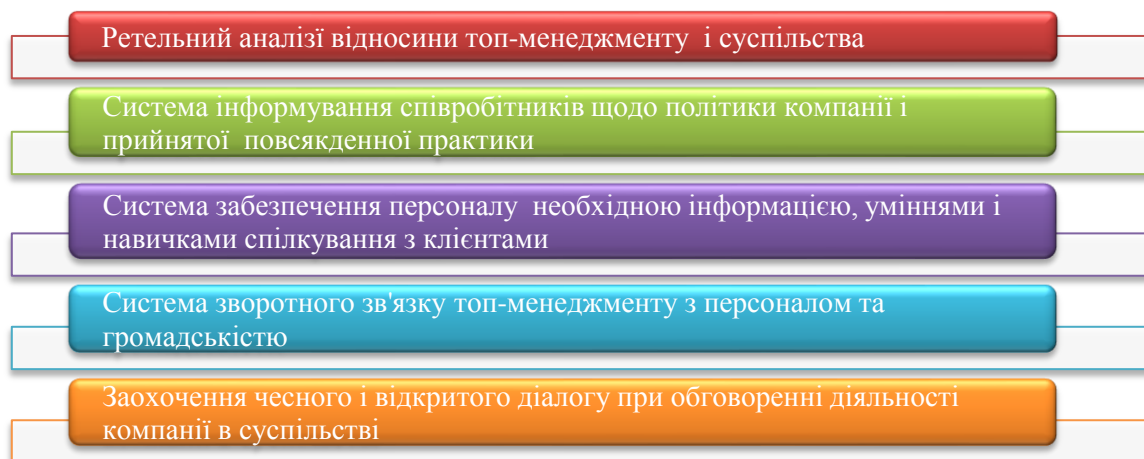 Ретельний аналізї відносини топ-менеджменту і суспільства
Система інформування співробітників щодо політики компанії і
прийнятої повсякденної практики
Система забезпечення персоналу необхідною інформацією, уміннями і
навичками спілкування з клієнтами
Система зворотного зв'язку топ-менеджменту з персоналом та
громадськістю
Заохочення чесного і відкритого діалогу при обговоренні діяльності
компанії в суспільстві